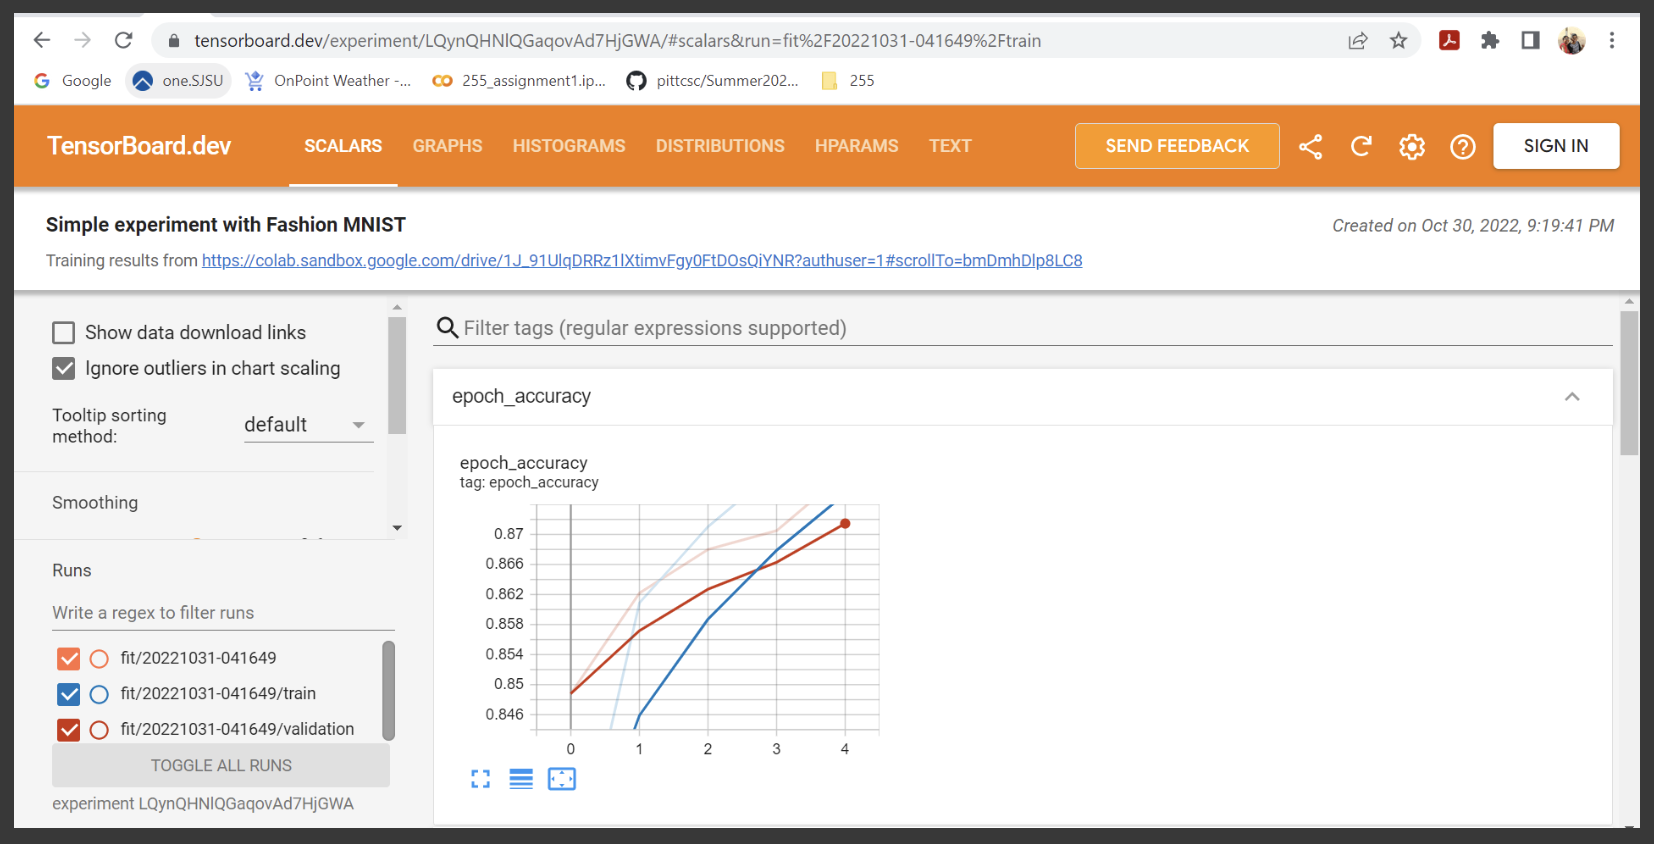 tensorboard.dev/experiment/LQynQHNlQGaqovAd7HjGWA/#scalars&run=fit%2F20221031-041649%2Ftrain
Google one.SJSU OnPoint Weather -... 255_assignment1.ip... pittcsc/Summer202... 255
TensorBoard.dev SCALARS GRAPHS HISTOGRAMS DISTRIBUTIONS HPARAMS TEXT SEND FEEDBACK SIGN IN
Simple experiment with Fashion MNIST
Created on Oct 30, 2022, 9:19:41 PM
Training results from https://colab.sandbox.google.com/drive/1J_91UlqDRRz1lXtimvFgy0FtDOsQiYNR?authuser=1#scrollTo=bmDmhDlp8LC8
Show data download links
Ignore outliers in chart scaling
Tooltip sorting
method:
default
Smoothing
Runs
Write a regex to filter runs
fit/20221031-041649
fit/20221031-041649/train
fit/20221031-041649/validation
TOGGLE ALL RUNS
experiment LQynQHNlQGaqovAd7HjGWA
Filter tags (regular expressions supported)
epoch_accuracy
epoch_accuracy
tag: epoch_accuracy
0.87
0.866
0.862
0.858
0.854
0.85
0.846
0 1 2 3 4